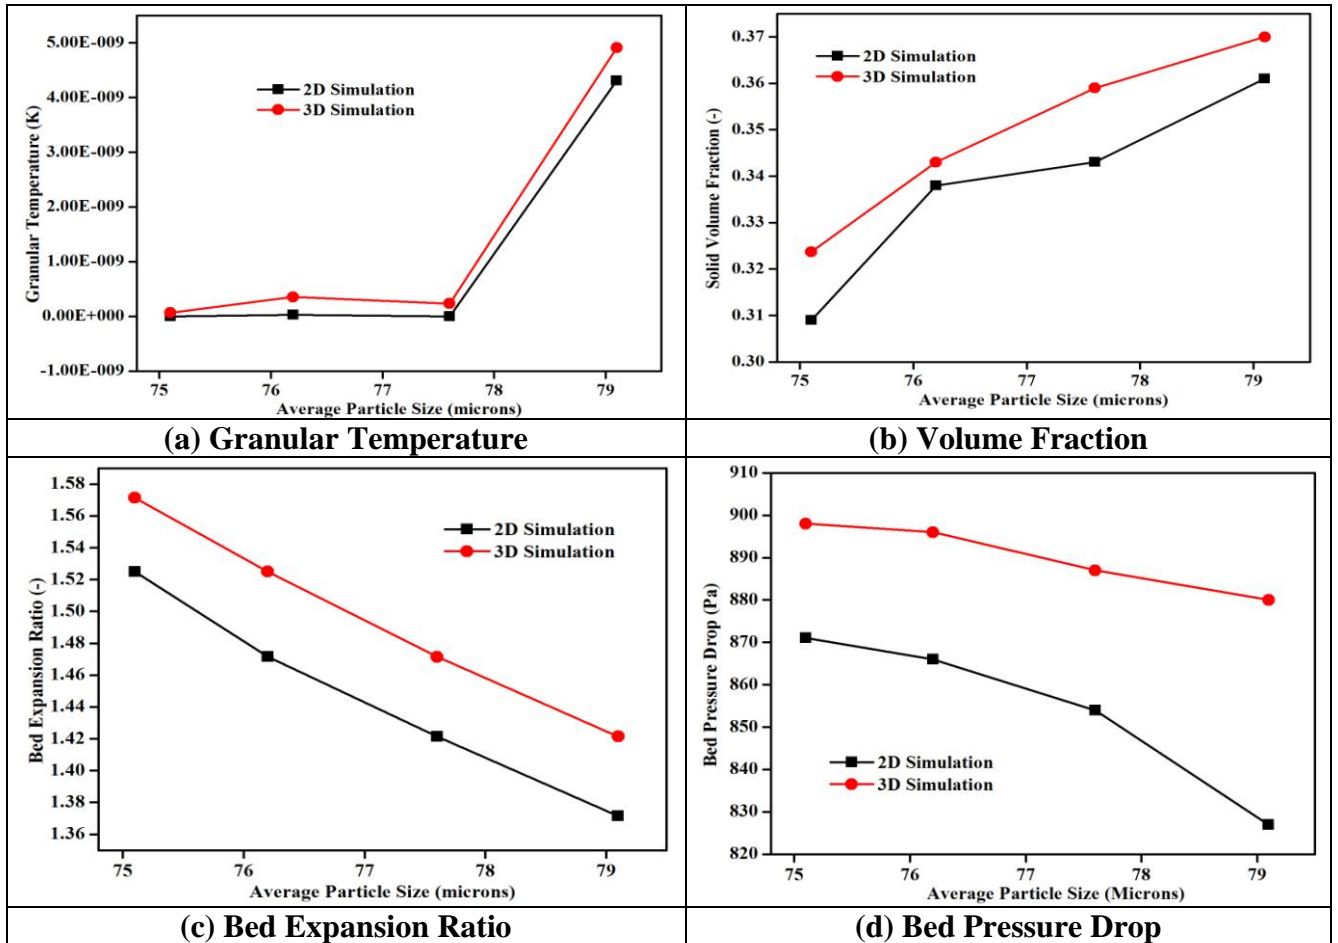 5.00E-009
4.00E-009
3.00E-009
2.00E-009
1.00E-009
0.00E+000
-1.00E-009
Granular Temperature (K)
2D Simulation
3D Simulation
75 76 77 78 79
Average Particle Size (microns)
(a) Granular Temperature
0.37
0.36
0.35
0.34
0.33
0.32
0.31
0.30
Solid Volume Fraction (-)
2D Simulation
3D Simulation
75 76 77 78 79
Average Particle Size (microns)
(b) Volume Fraction
1.58
1.56
1.54
1.52
1.50
1.48
1.46
1.44
1.42
1.40
1.38
1.36
Bed Expansion Ratio (-)
2D Simulation
3D Simulation
75 76 77 78 79
Average Particle Size (microns)
(c) Bed Expansion Ratio
910
900
890
880
870
860
850
840
830
820
Bed Pressure Drop (Pa)
2D Simulation
3D Simulation
75 76 77 78 79
Average Particle Size (Microns)
(d) Bed Pressure Drop